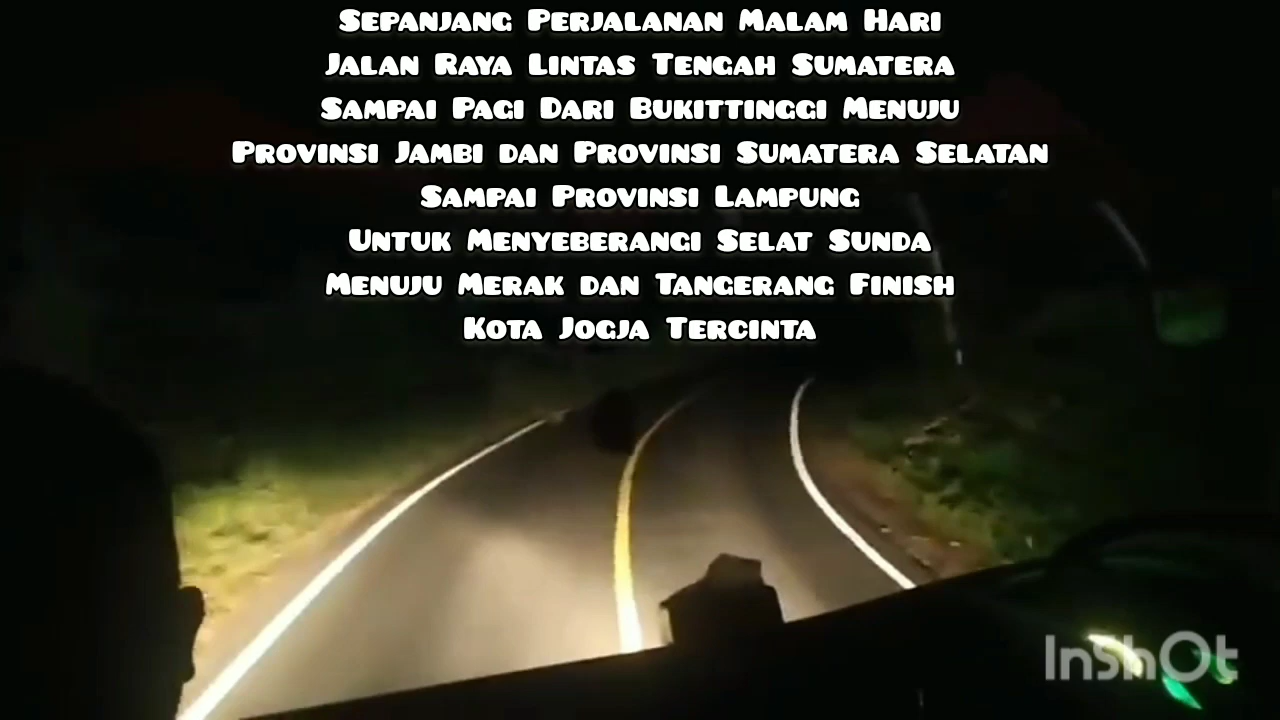 Sepanjang Perjalanan Malam Hari
Jalan Raya Lintas Tengah Sumatera
Sampai Pagi Dari Bukittinggi Menuju
Provinsi Jambi dan Provinsi Sumatera Selatan
Sampai Provinsi Lampung
Untuk Menyeberangi Selat Sunda
Menuju Merak dan Tangerang Finish
Kota Jogja Tercinta
InShOt